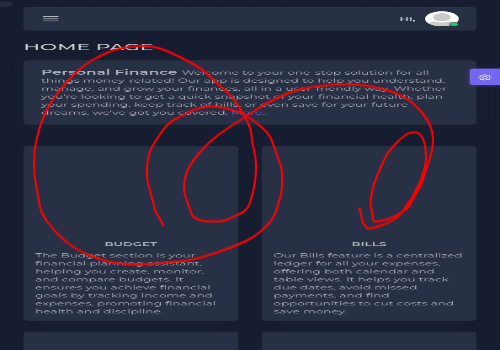 Hi,
HOME PAGE
Personal Finance Welcome to your one-stop solution for all
things money-related! Our app is designed to help you understand,
manage, and grow your finances, all in a user-friendly way. Whether
you're looking to get a quick snapshot of your financial health, plan
your spending, keep track of bills, or even save for your future
dreams, we've got you covered. More..
BUDGET
The Budget section is your
financial planning assistant,
helping you create, monitor,
and compare budgets. It
ensures you achieve financial
goals by tracking income and
expenses, promoting financial
health and discipline.
BILLS
Our Bills feature is a centralized
ledger for all your expenses,
offering both calendar and
table views. It helps you track
due dates, avoid missed
payments, and find
opportunities to cut costs and
save money.